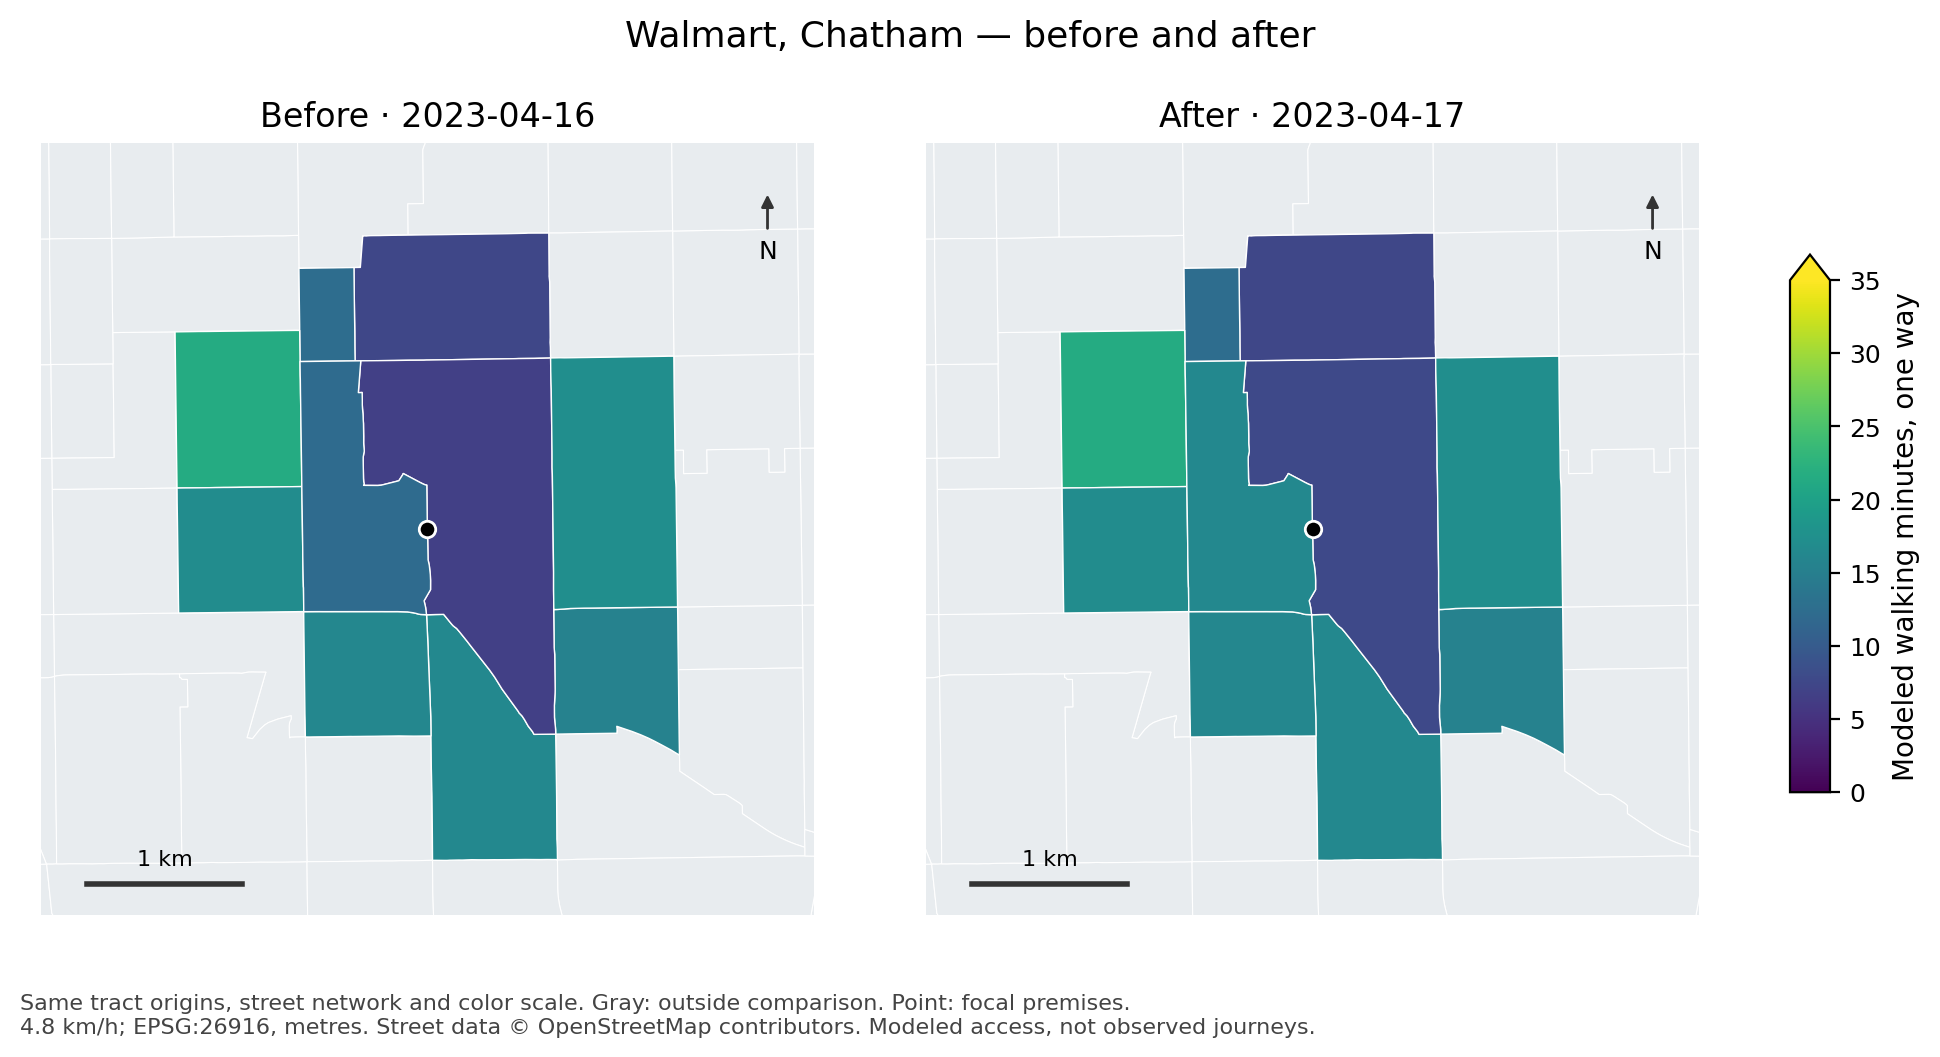 Walmart, Chatham — before and after
Before · 2023-04-16
After · 2023-04-17
N
N
1 km
1 km
35
30
25
20
15
10
5
0
Modeled walking minutes, one way
Same tract origins, street network and color scale. Gray: outside comparison. Point: focal premises.
4.8 km/h; EPSG:26916, metres. Street data © OpenStreetMap contributors. Modeled access, not observed journeys.